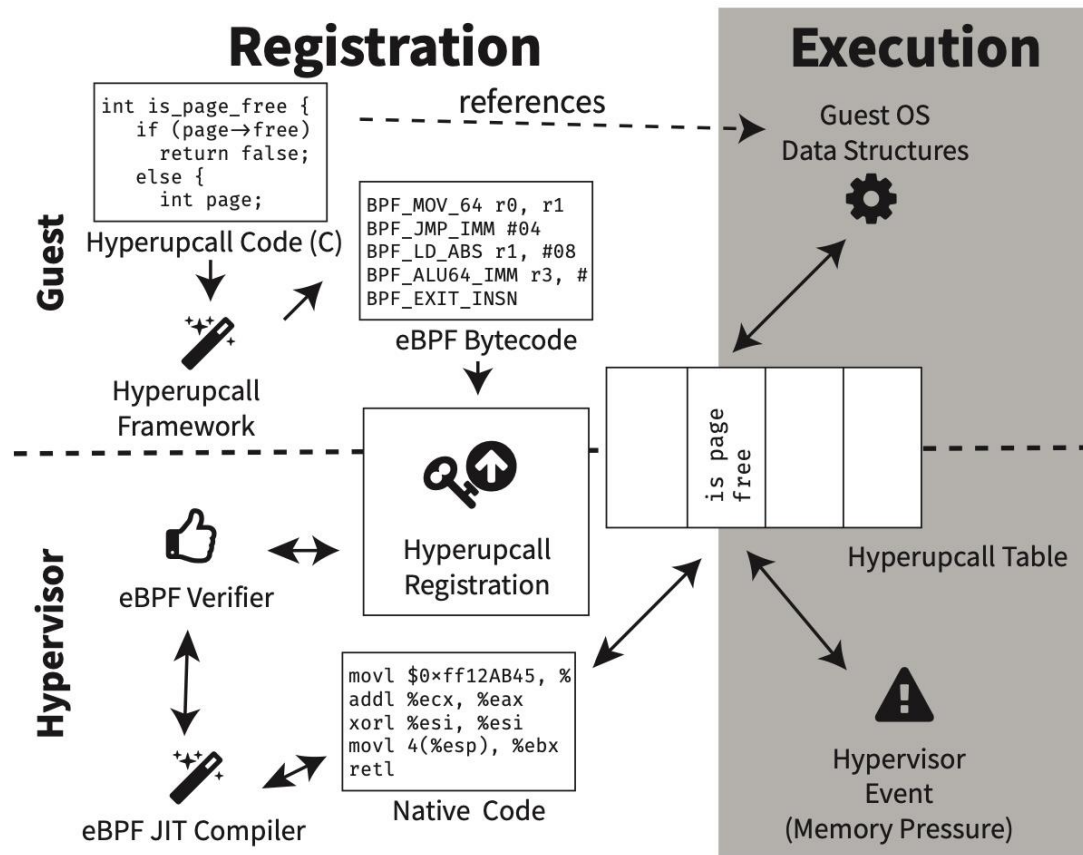 Registration
Execution
int is_page_free {
if (page→free)
return false;
else {
int page;
references
Guest OS
Data Structures
Guest
Hyperupcall Code (C)
BPF_MOV_64 r0, r1
BPF_JMP_IMM #04
BPF_LD_ABS r1, #08
BPF_ALU64_IMM r3, #
BPF_EXIT_INSN
eBPF Bytecode
Hyperupcall
Framework
is page
free
Hyperupcall Table
Hypervisor
Hyperupcall
Registration
eBPF Verifier
movl $0×ff12AB45, %
addl %ecx, %eax
xorl %esi, %esi
movl 4(%esp), %ebx
retl
Native Code
eBPF JIT Compiler
Hypervisor
Event
(Memory Pressure)